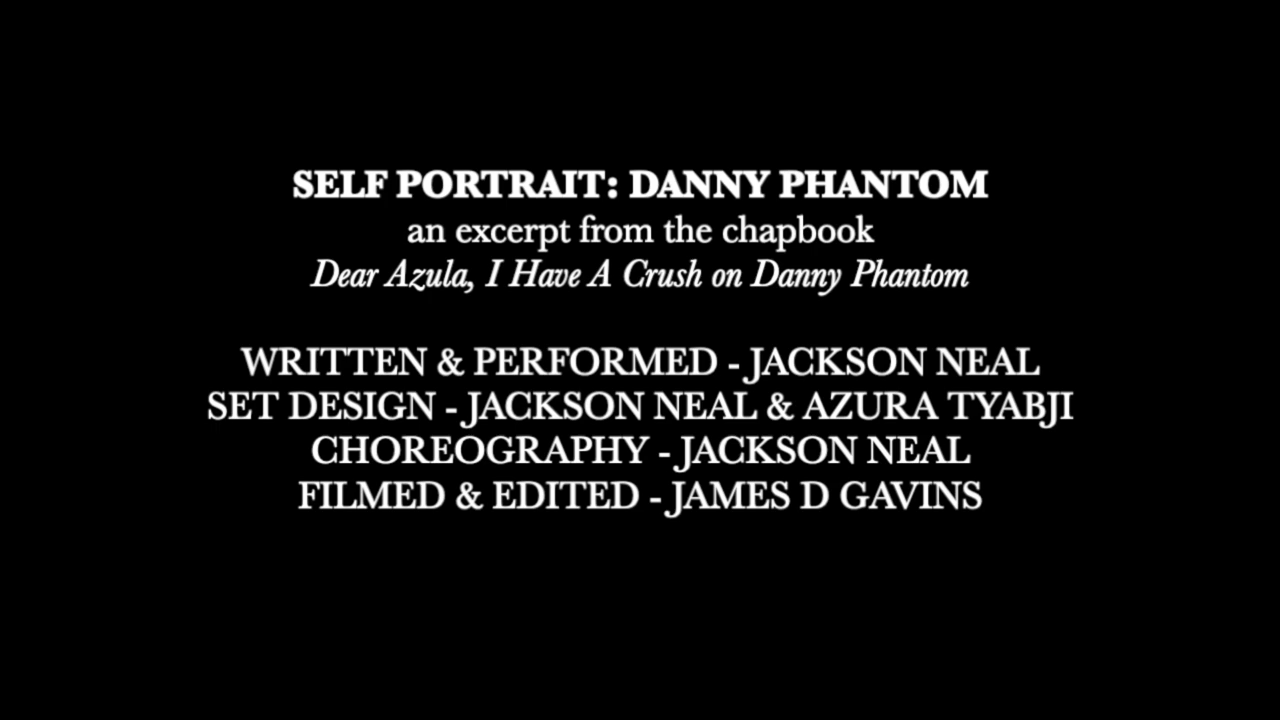 SELF PORTRAIT: DANNY PHANTOM
an excerpt from the chapbook
Dear Azula, I Have A Crush on Danny Phantom
WRITTEN & PERFORMED - JACKSON NEAL
SET DESIGN - JACKSON NEAL & AZURA TYABJI
CHOREOGRAPHY - JACKSON NEAL
FILMED & EDITED - JAMES D GAVINS